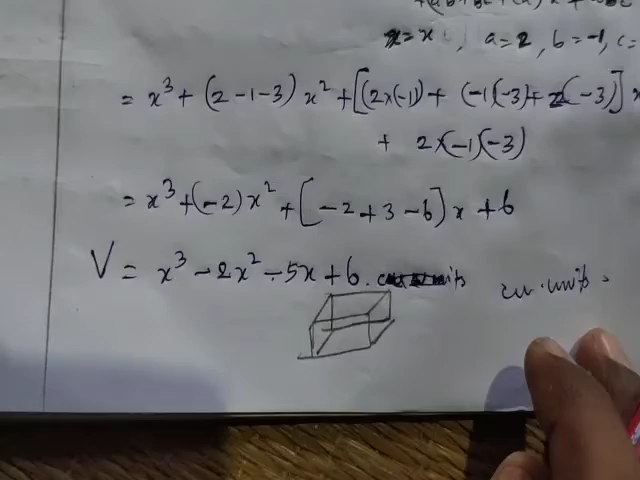 x = x, a = 2, b = -1, c =
= x³ + (2-1-3) x² + [(2x(-1) + (-1)(-3) + 2(-3)] x
+ 2x(-1)(-3)
= x³ + (-2) x² + [-2 + 3 - 6] x + 6
V = x³ - 2x² - 5x + 6. cu. units.